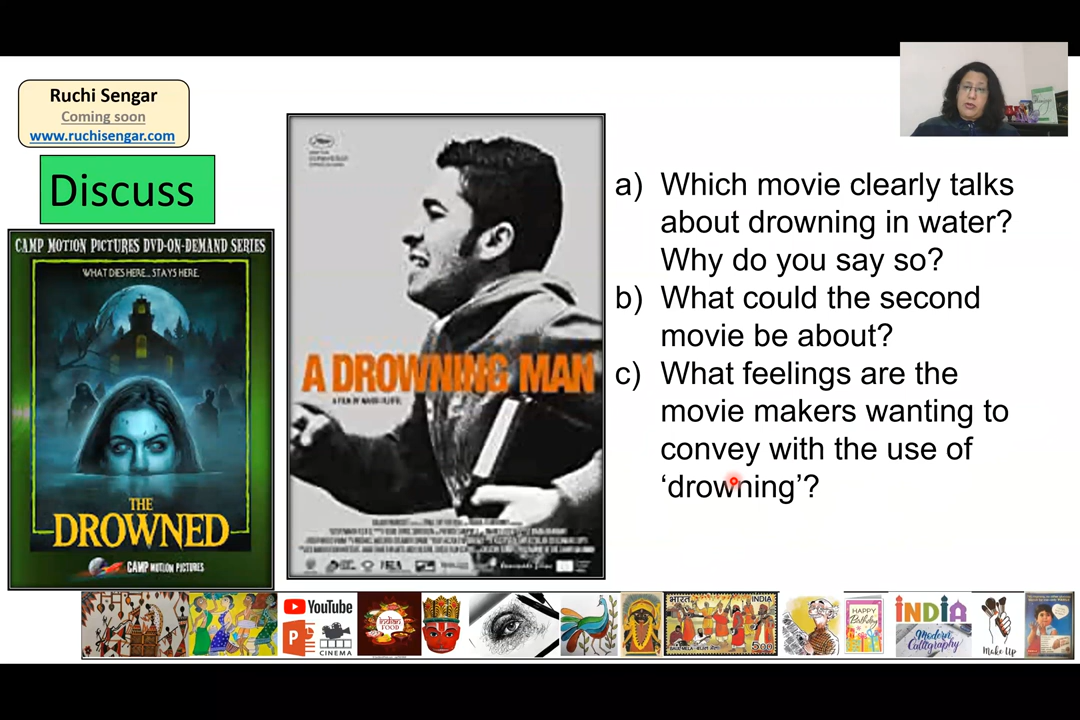 Ruchi Sengar
Coming soon
www.ruchisengar.com
Discuss
CAMP MOTION PICTURES DVD-ON-DEMAND SERIES
WHAT DIES HERE... STAYS HERE.
THE
DROWNED
CAMP MOTION PICTURES
A DROWNING MAN
a) Which movie clearly talks
about drowning in water?
Why do you say so?
b) What could the second
movie be about?
c) What feelings are the
movie makers wanting to
convey with the use of
‘drowning’?
YouTube
P
CINEMA
indian
FOOD
भारत INDIA
500
HAPPY
Birthday
INDIA
Modern
Calligraphy
Make Up